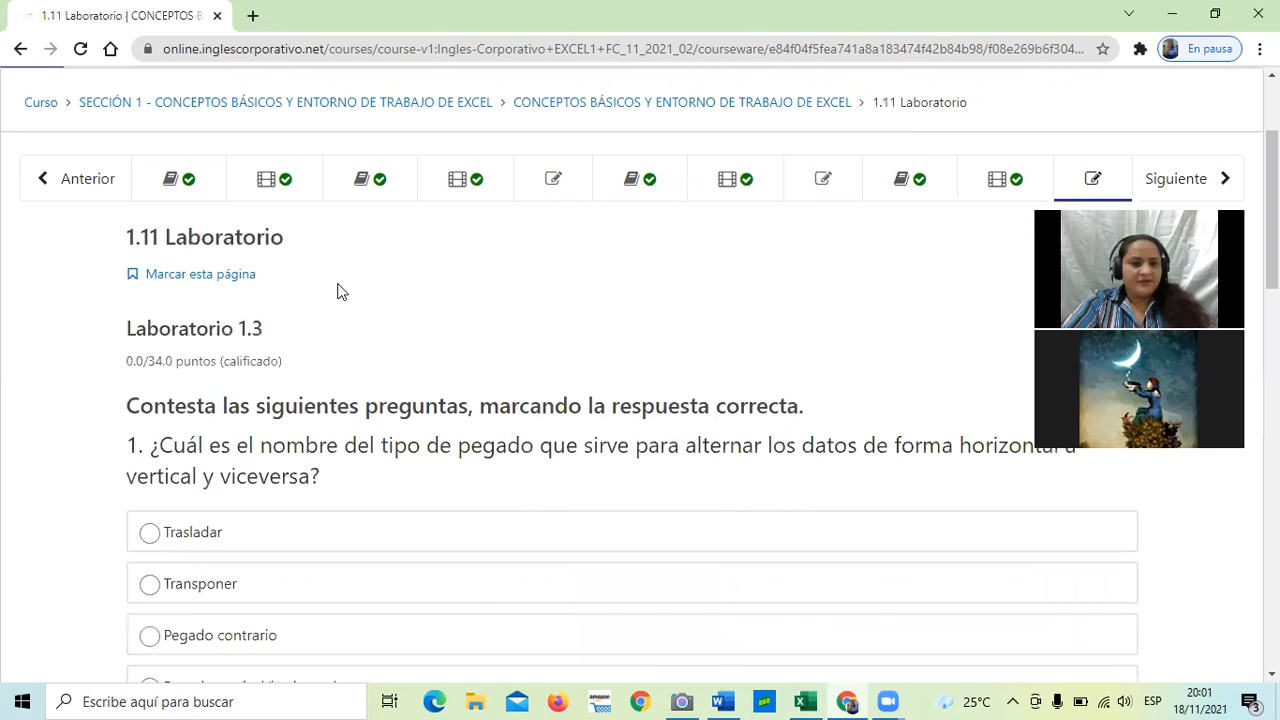 1.11 Laboratorio | CONCEPTOS B
online.inglescorporativo.net/courses/course-v1:Ingles-Corporativo+EXCEL1+FC_11_2021_02/courseware/e84f04f5fea741a8a183474f42b84b98/f08e269b6f304...
En pausa
Curso > SECCIÓN 1 - CONCEPTOS BÁSICOS Y ENTORNO DE TRABAJO DE EXCEL > CONCEPTOS BÁSICOS Y ENTORNO DE TRABAJO DE EXCEL > 1.11 Laboratorio
Anterior
Siguiente
1.11 Laboratorio
Marcar esta página
Laboratorio 1.3
0.0/34.0 puntos (calificado)
Contesta las siguientes preguntas, marcando la respuesta correcta.
1. ¿Cuál es el nombre del tipo de pegado que sirve para alternar los datos de forma horizontal a
vertical y viceversa?
Trasladar
Transponer
Pegado contrario
Escribe aquí para buscar
amazon
25°C
ESP
20:01
18/11/2021
3